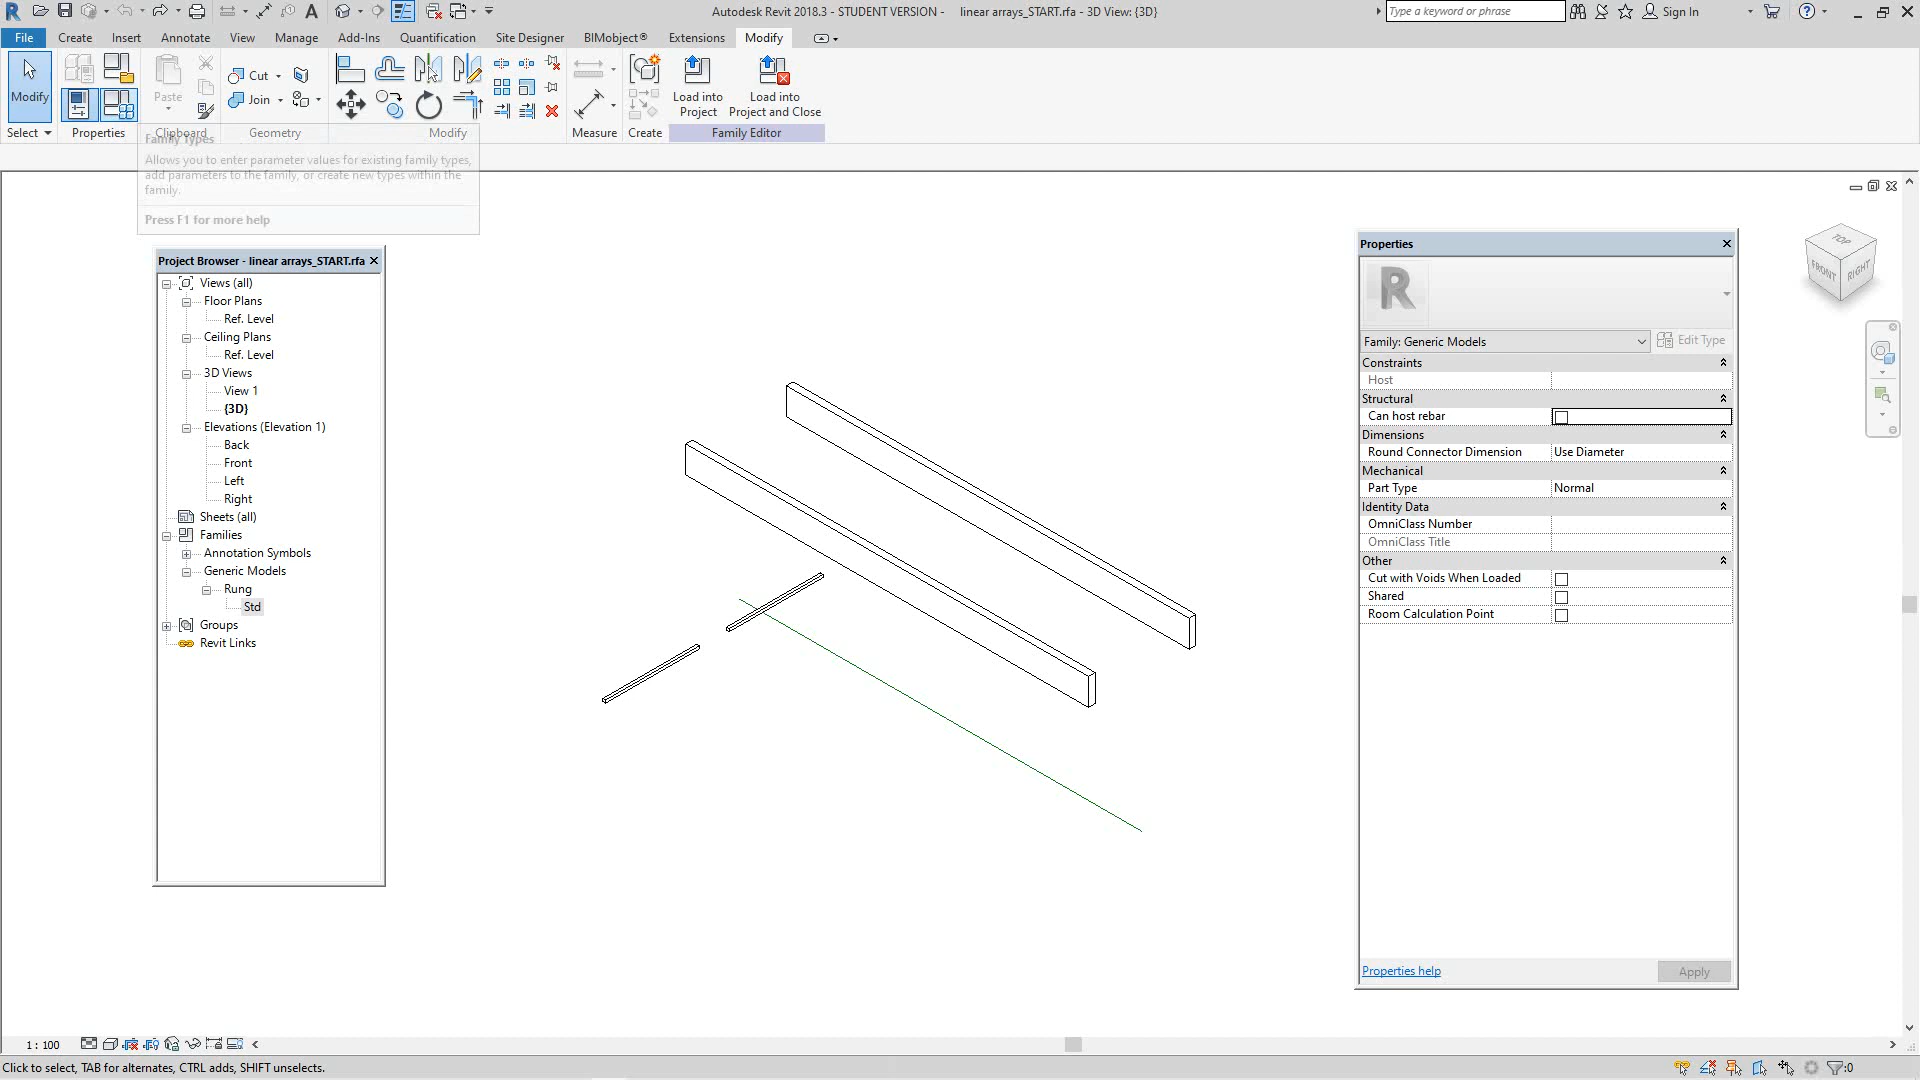 Autodesk Revit 2018.3 - STUDENT VERSION - linear arrays_START.rfa - 3D View: {3D}
Type a keyword or phrase
Sign In
File Create Insert Annotate View Manage Add-Ins Quantification Site Designer BIMobject® Extensions Modify
Modify
Paste
Cut
Join
Load into
Project
Load into
Project and Close
Select Properties Clipboard Geometry Modify Measure Create Family Editor
Family Types
Allows you to enter parameter values for existing family types,
add parameters to the family, or create new types within the
family.
Press F1 for more help
Project Browser - linear arrays_START.rfa
Views (all)
Floor Plans
Ref. Level
Ceiling Plans
Ref. Level
3D Views
View 1
{3D}
Elevations (Elevation 1)
Back
Front
Left
Right
Sheets (all)
Families
Annotation Symbols
Generic Models
Rung
Std
Groups
Revit Links
Properties
R
Family: Generic Models
Edit Type
Constraints
Host
Structural
Can host rebar
Dimensions
Round Connector Dimension Use Diameter
Mechanical
Part Type Normal
Identity Data
OmniClass Number
OmniClass Title
Other
Cut with Voids When Loaded
Shared
Room Calculation Point
Properties help
Apply
TOP
FRONT
RIGHT
1 : 100
Click to select, TAB for alternates, CTRL adds, SHIFT unselects.
:0